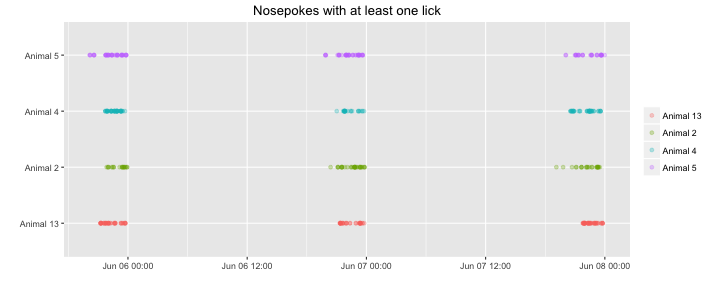 Nosepokes with at least one lick
Animal 5
Animal 4
Animal 2
Animal 13
Jun 06 00:00
Jun 06 12:00
Jun 07 00:00
Jun 07 12:00
Jun 08 00:00
Animal 13
Animal 2
Animal 4
Animal 5